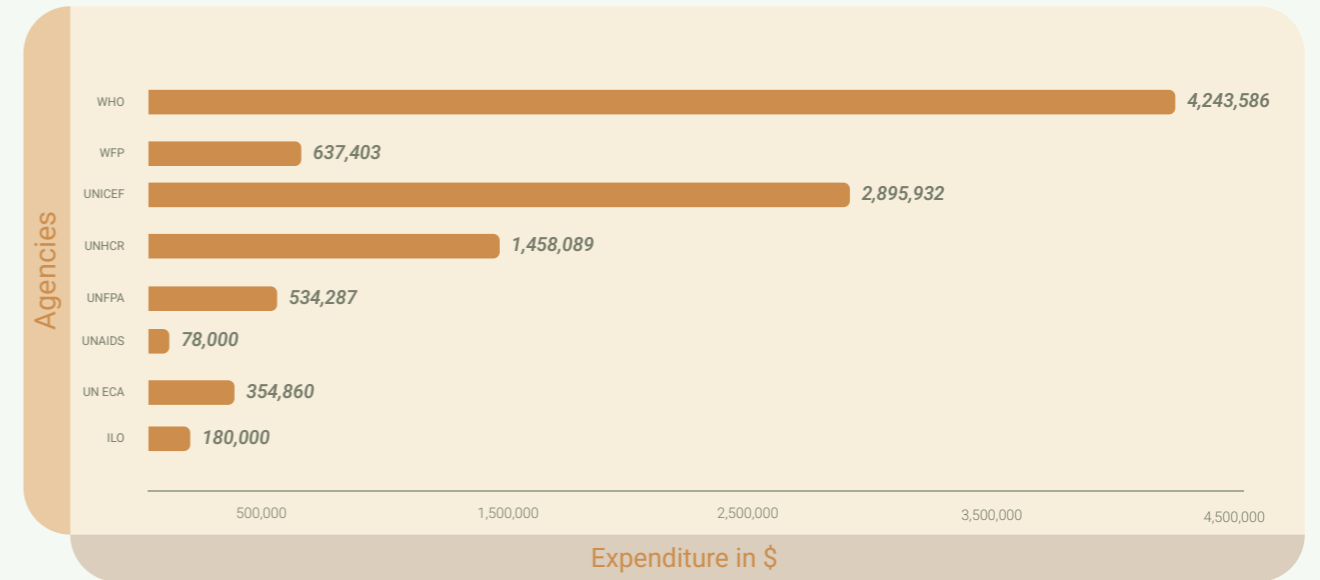 WHO 4,243,586
WFP 637,403
UNICEF 2,895,932
UNHCR 1,458,089
UNFPA 534,287
UNAIDS 78,000
UN ECA 354,860
ILO 180,000
Agencies
500,000 1,500,000 2,500,000 3,500,000 4,500,000
Expenditure in $